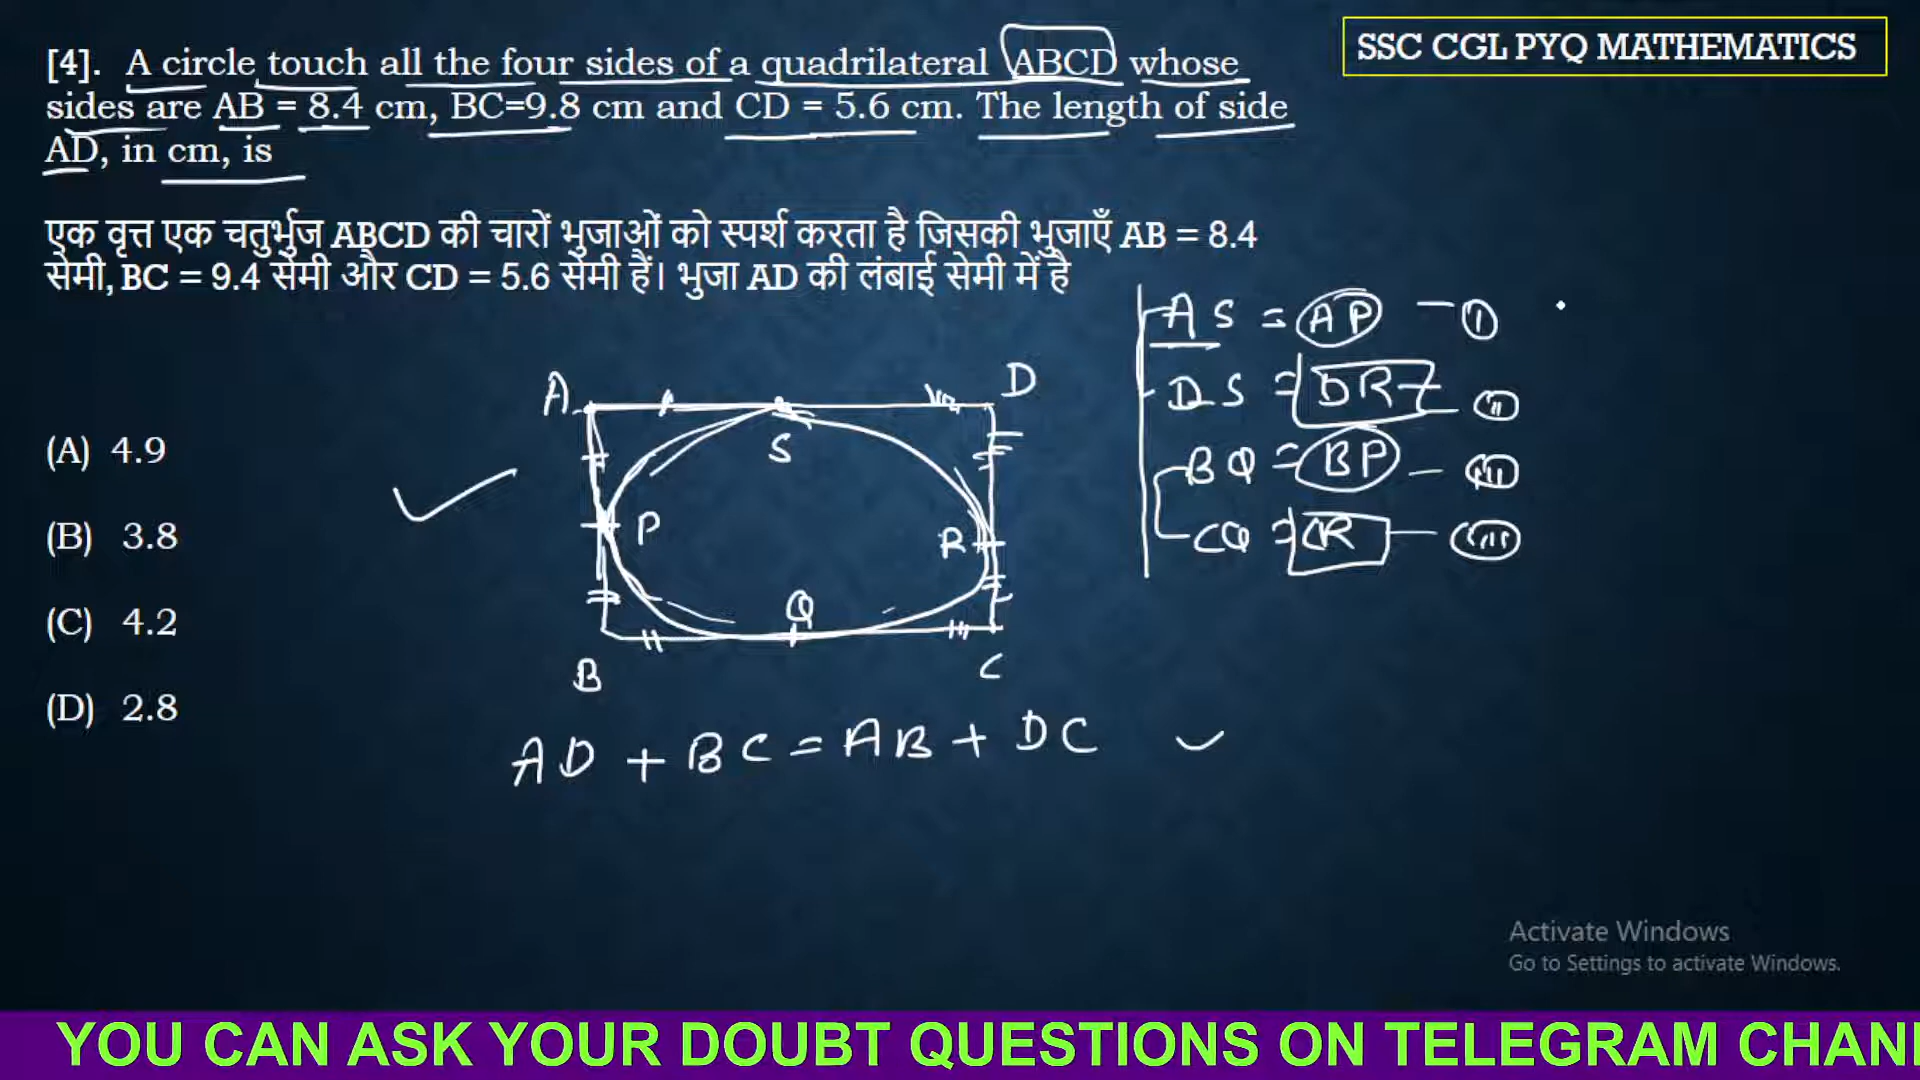 [4]. A circle touch all the four sides of a quadrilateral ABCD whose
sides are AB = 8.4 cm, BC=9.8 cm and CD = 5.6 cm. The length of side
AD, in cm, is
SSC CGL PYQ MATHEMATICS
एक वृत्त एक चतुर्भुज ABCD की चारों भुजाओं को स्पर्श करता है जिसकी भुजाएँ AB = 8.4
सेमी, BC = 9.4 सेमी और CD = 5.6 सेमी हैं। भुजा AD की लंबाई सेमी में है
(A) 4.9
(B) 3.8
(C) 4.2
(D) 2.8
A
D
S
P
R
Q
B
C
AS = AP
DS = DR
BQ = BP
CQ = CR
AD + BC = AB + DC
Activate Windows
Go to Settings to activate Windows.
YOU CAN ASK YOUR DOUBT QUESTIONS ON TELEGRAM CHAN